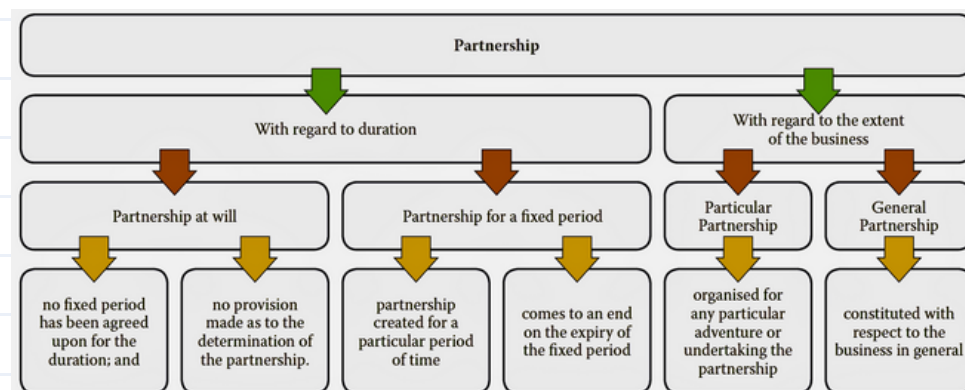 Partnership
With regard to duration
With regard to the extent
of the business
Partnership at will
Partnership for a fixed period
Particular
Partnership
General
Partnership
no fixed period
has been agreed
upon for the
duration; and
no provision
made as to the
determination of
the partnership.
partnership
created for a
particular period
of time
comes to an end
on the expiry of
the fixed period
organised for
any particular
adventure or
undertaking the
partnership
constituted with
respect to the
business in general